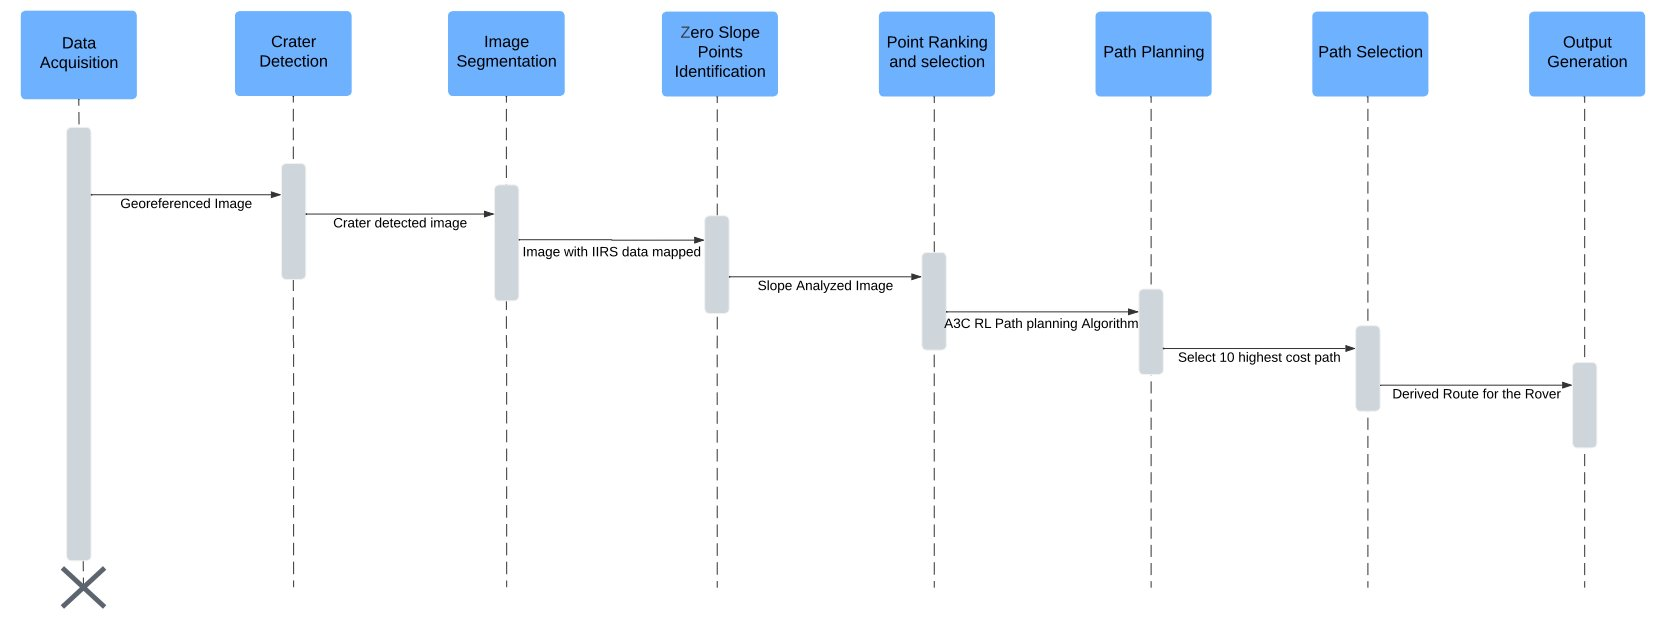 Data
Acquisition
Crater
Detection
Image
Segmentation
Zero Slope
Points
Identification
Point Ranking
and selection
Path Planning
Path Selection
Output
Generation
Georeferenced Image
Crater detected image
Image with IIRS data mapped
Slope Analyzed Image
A3C RL Path planning Algorithm
Select 10 highest cost path
Derived Route for the Rover